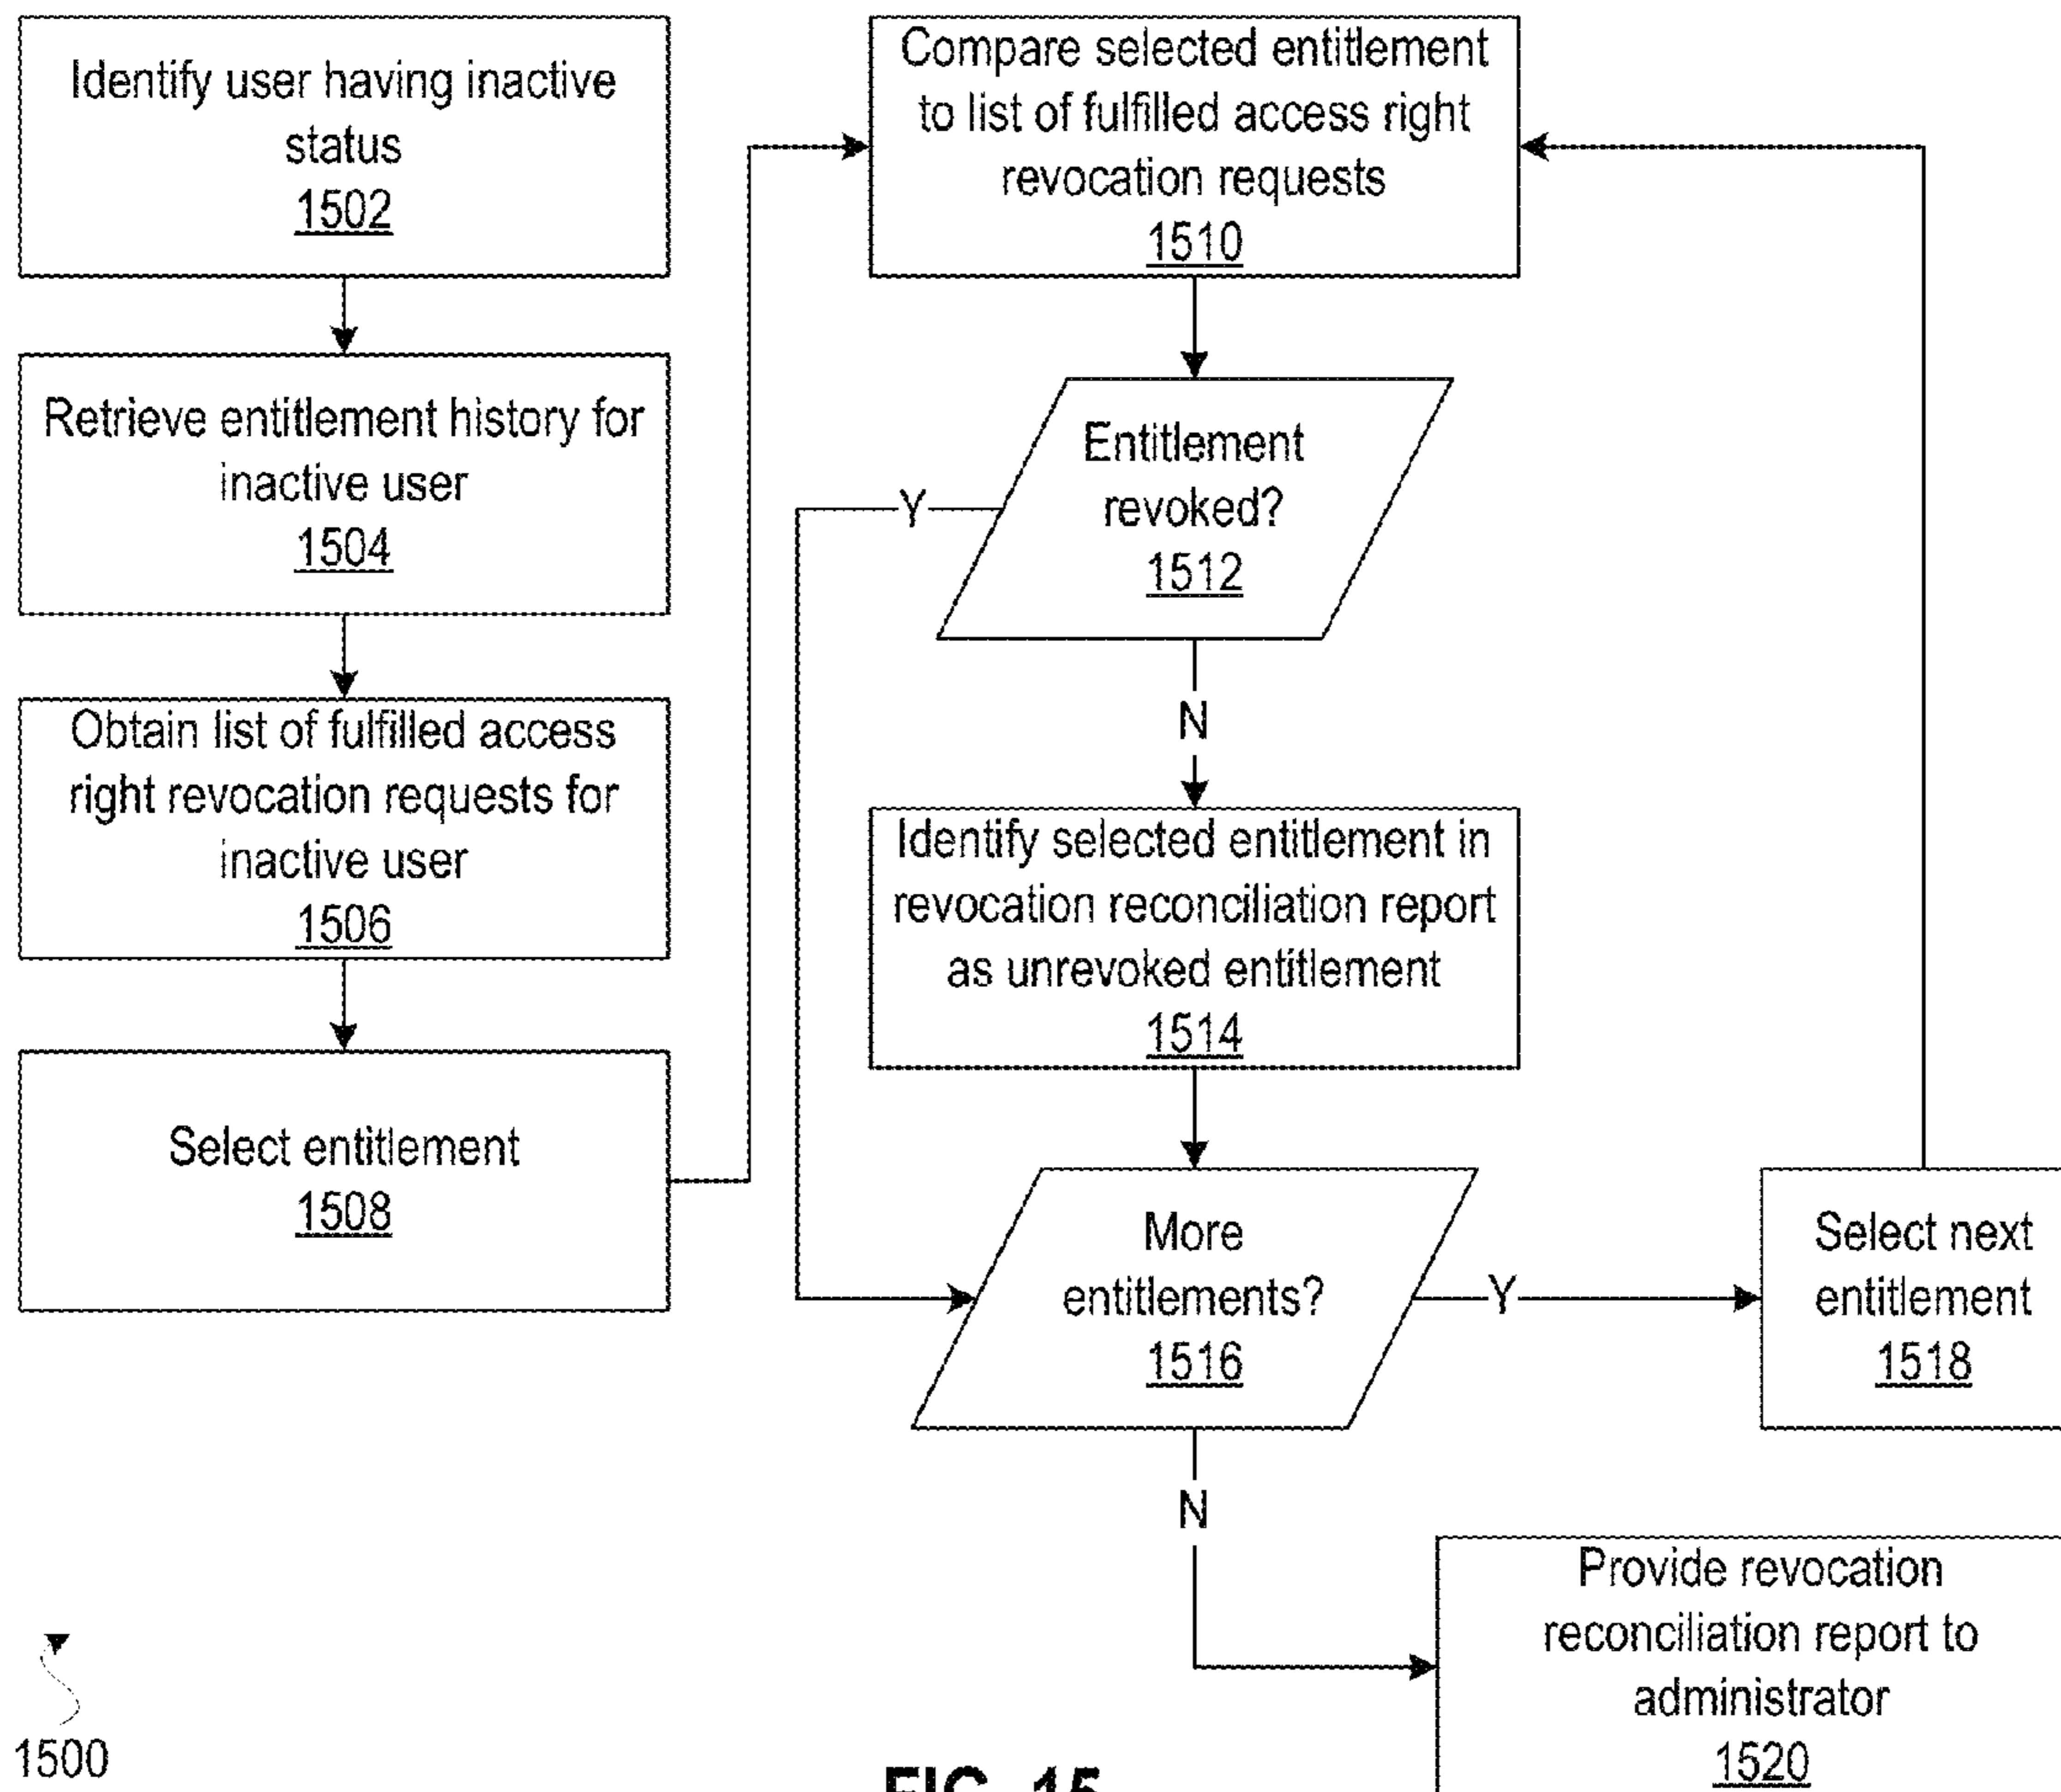 Identify user having inactive
status
1502
Retrieve entitlement history for
inactive user
1504
Obtain list of fulfilled access
right revocation requests for
inactive user
1506
Select entitlement
1508
Compare selected entitlement
to list of fulfilled access right
revocation requests
1510
Entitlement
revoked?
1512
Y
N
Identify selected entitlement in
revocation reconciliation report
as unrevoked entitlement
1514
More
entitlements?
1516
Y
Select next
entitlement
1518
N
Provide revocation
reconciliation report to
administrator
1520
1500
FIG. 15